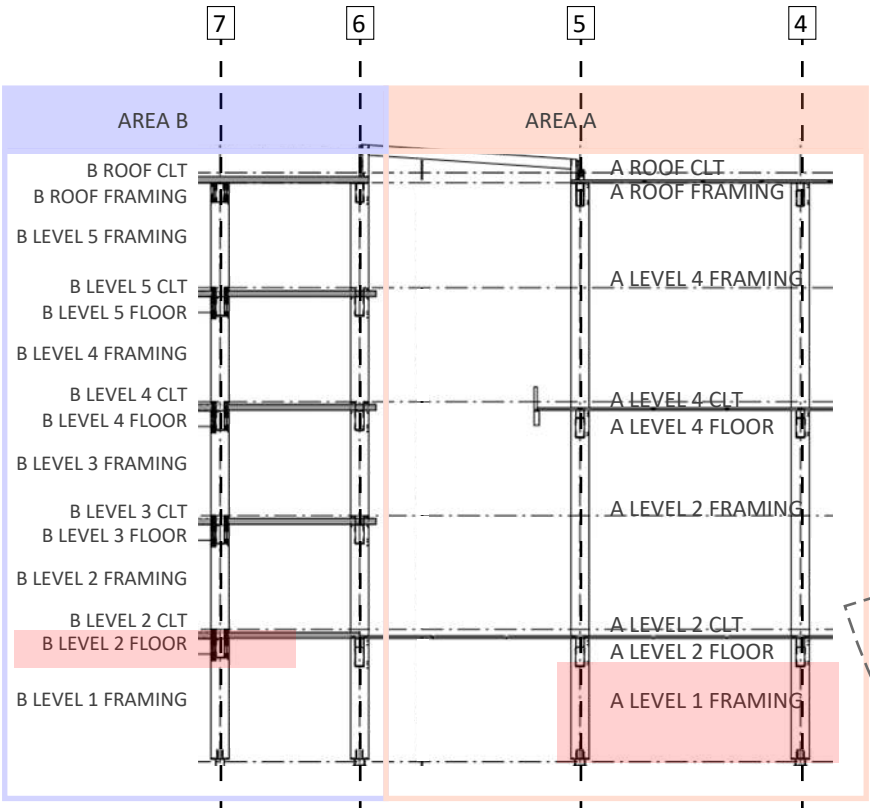 7 6 5 4
AREA B
AREA A
B ROOF CLT
B ROOF FRAMING
B LEVEL 5 FRAMING
B LEVEL 5 CLT
B LEVEL 5 FLOOR
B LEVEL 4 FRAMING
B LEVEL 4 CLT
B LEVEL 4 FLOOR
B LEVEL 3 FRAMING
B LEVEL 3 CLT
B LEVEL 3 FLOOR
B LEVEL 2 FRAMING
B LEVEL 2 CLT
B LEVEL 2 FLOOR
B LEVEL 1 FRAMING
A ROOF CLT
A ROOF FRAMING
A LEVEL 4 FRAMING
A LEVEL 4 CLT
A LEVEL 4 FLOOR
A LEVEL 2 FRAMING
A LEVEL 2 CLT
A LEVEL 2 FLOOR
A LEVEL 1 FRAMING